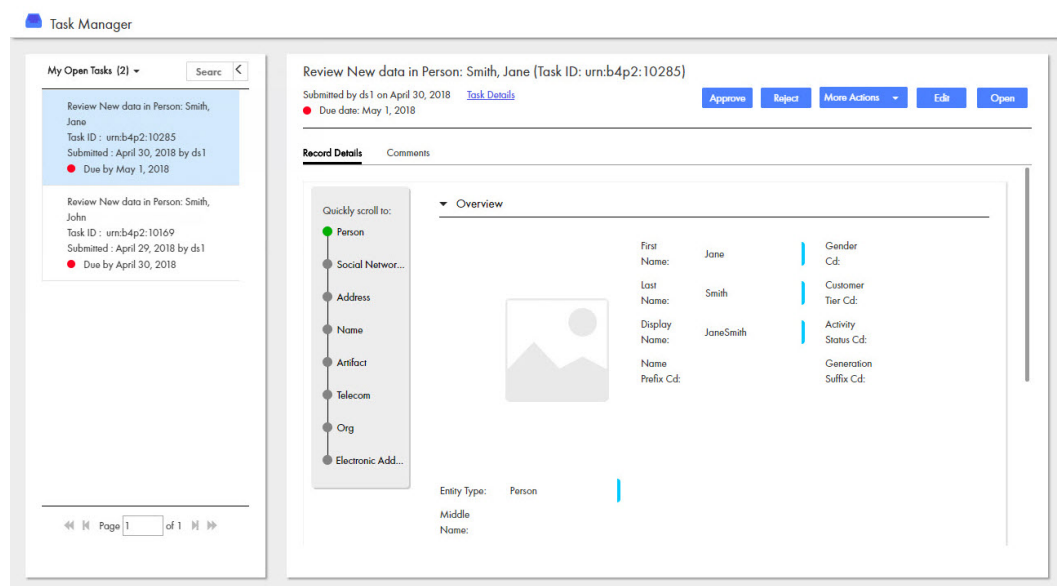 Task Manager
My Open Tasks (2)
Searc
Review New data in Person: Smith,
Jane
Task ID : urn:b4p2:10285
Submitted : April 30, 2018 by ds1
Due by May 1, 2018
Review New data in Person: Smith,
John
Task ID : urn:b4p2:10169
Submitted : April 29, 2018 by ds1
Due by April 30, 2018
Page 1 of 1
Review New data in Person: Smith, Jane (Task ID: urn:b4p2:10285)
Submitted by ds1 on April 30, 2018 Task Details
Due date: May 1, 2018
Approve Reject More Actions Edit Open
Record Details Comments
Quickly scroll to:
Person
Social Networ...
Address
Name
Artifact
Telecom
Org
Electronic Add...
Overview
First
Name: Jane
Gender
Cd:
Last
Name: Smith
Customer
Tier Cd:
Display
Name: JaneSmith
Activity
Status Cd:
Name
Prefix Cd:
Generation
Suffix Cd:
Entity Type: Person
Middle
Name: